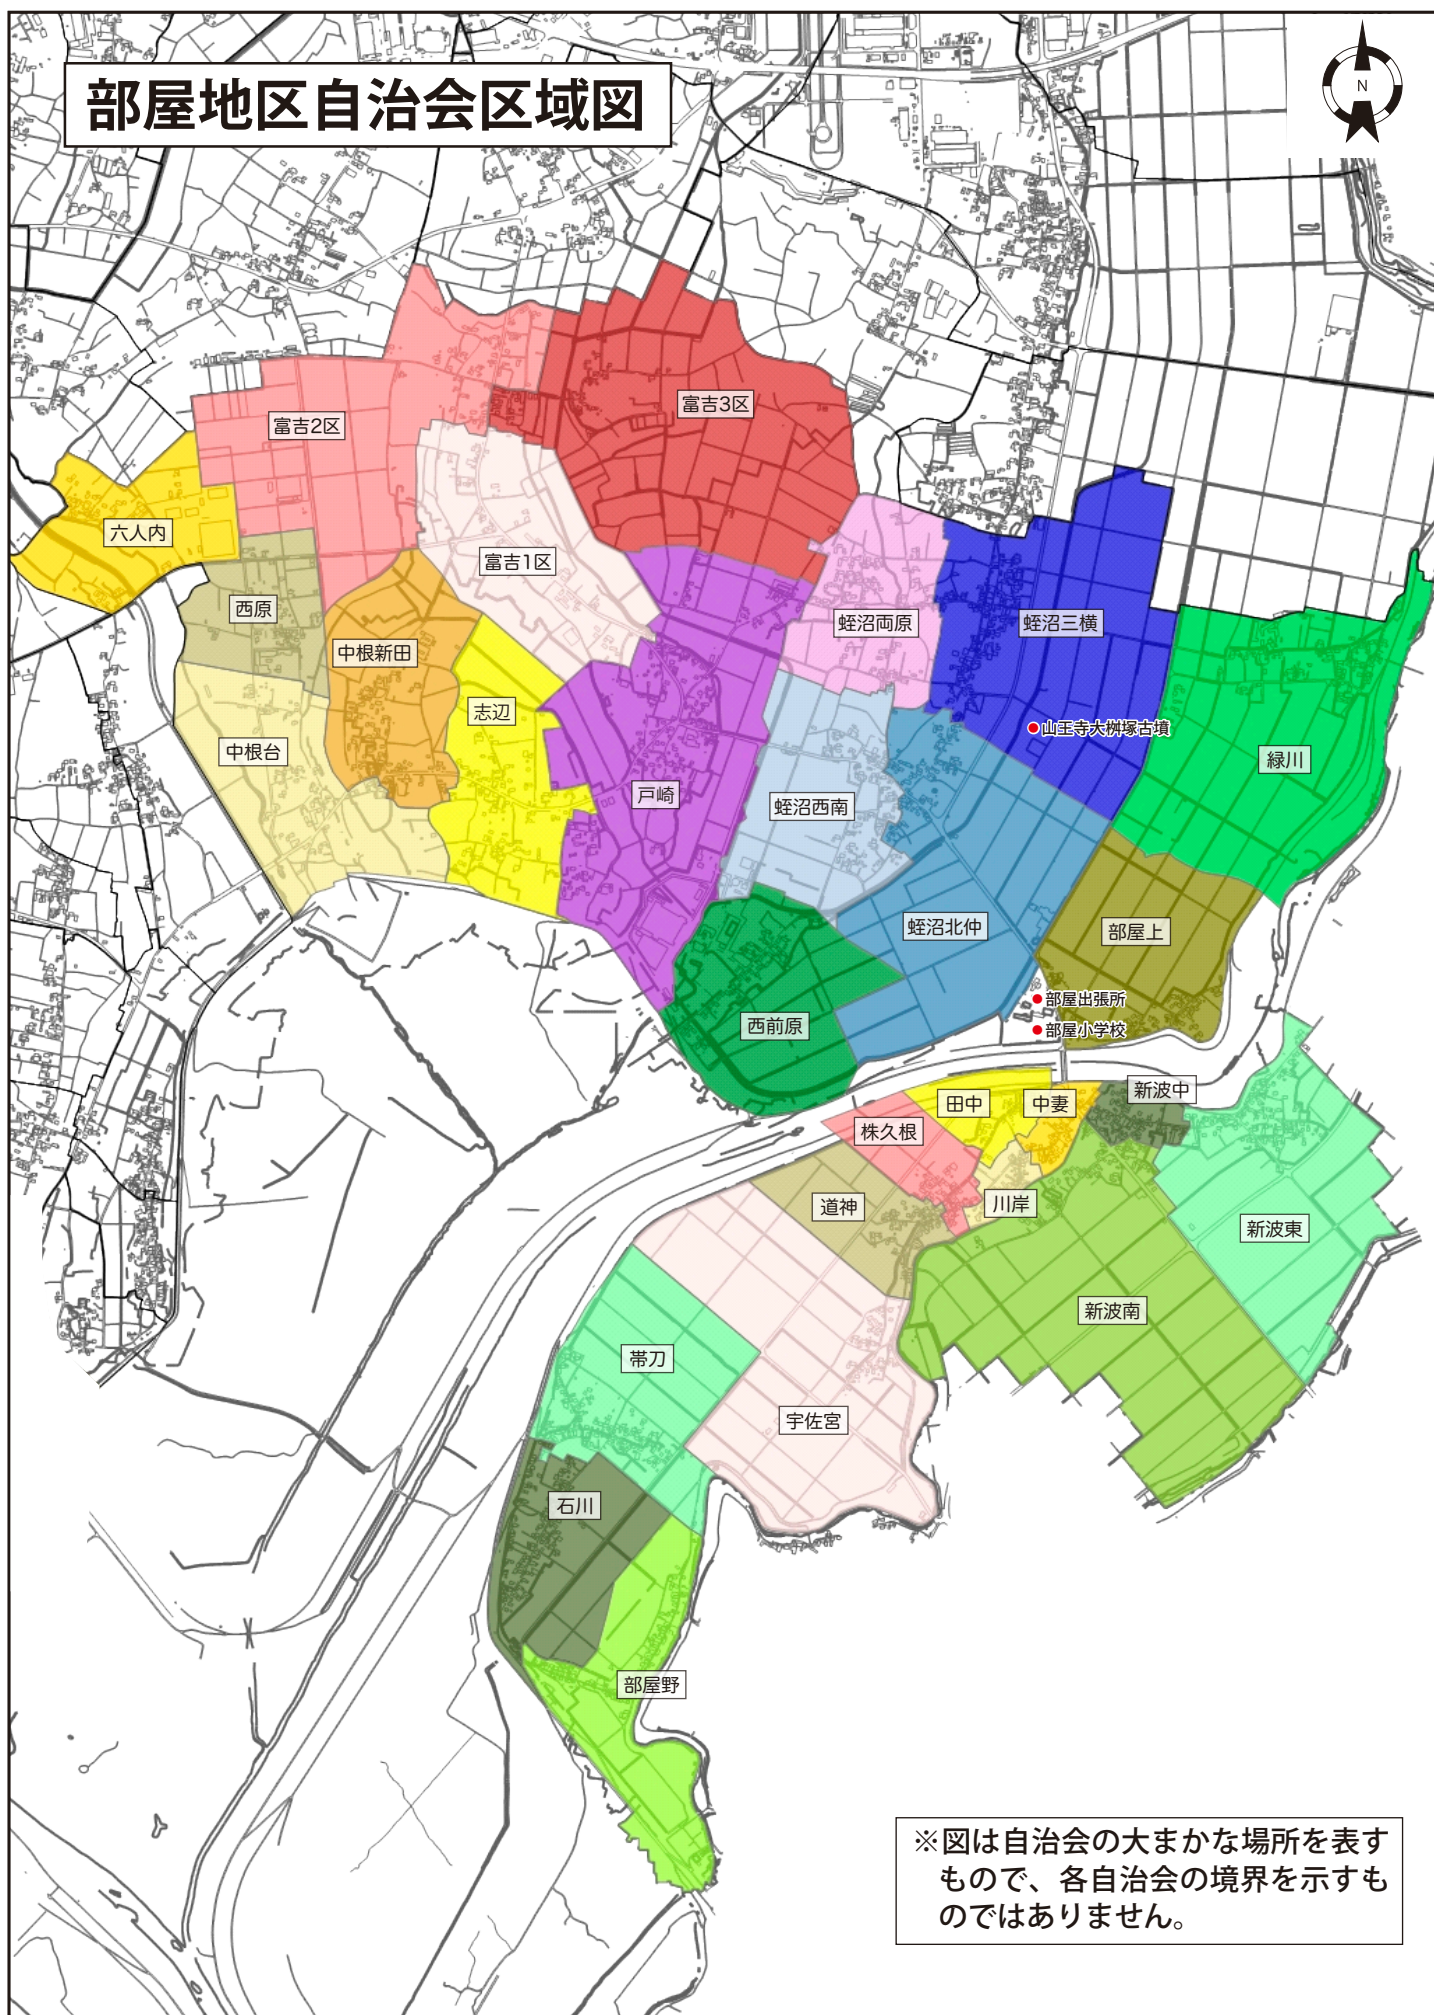 部屋地区自治会区域図
N
富吉3区
富吉2区
六人内
富吉1区
西原
蛭沼両原
蛭沼三横
中根新田
志辺
山王寺大桝塚古墳
中根台
緑川
戸崎
蛭沼西南
蛭沼北仲
部屋上
部屋出張所
西前原
部屋小学校
新波中
田中
中妻
株久根
道神
川岸
新波東
新波南
帯刀
宇佐宮
石川
部屋野
※図は自治会の大まかな場所を表す
もので、各自治会の境界を示すも
のではありません。